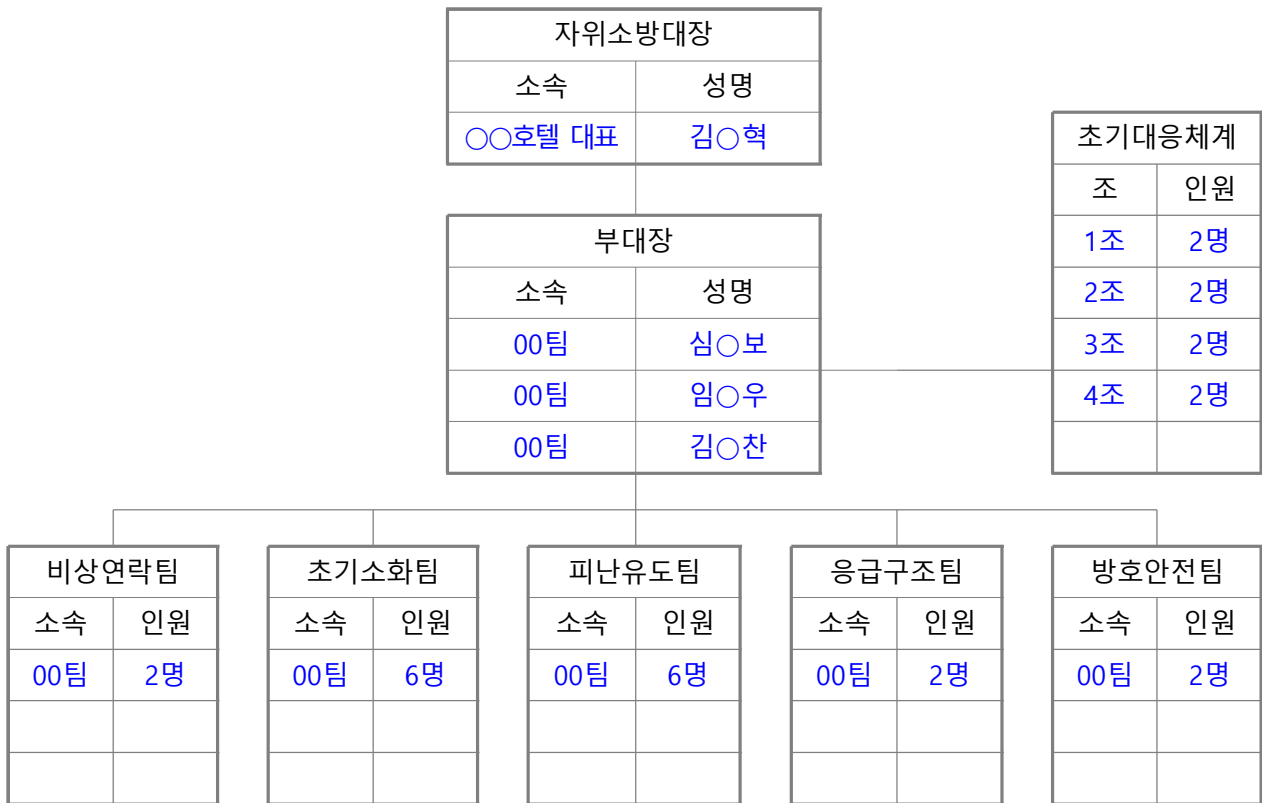 자위소방대장
소속 성명
○○호텔 대표 김○혁
초기대응체계
조 인원
1조 2명
2조 2명
3조 2명
4조 2명
부대장
소속 성명
00팀 심○보
00팀 임○우
00팀 김○찬
비상연락팀 초기소화팀 피난유도팀 응급구조팀 방호안전팀
소속 인원 소속 인원 소속 인원 소속 인원 소속 인원
00팀 2명 00팀 6명 00팀 6명 00팀 2명 00팀 2명